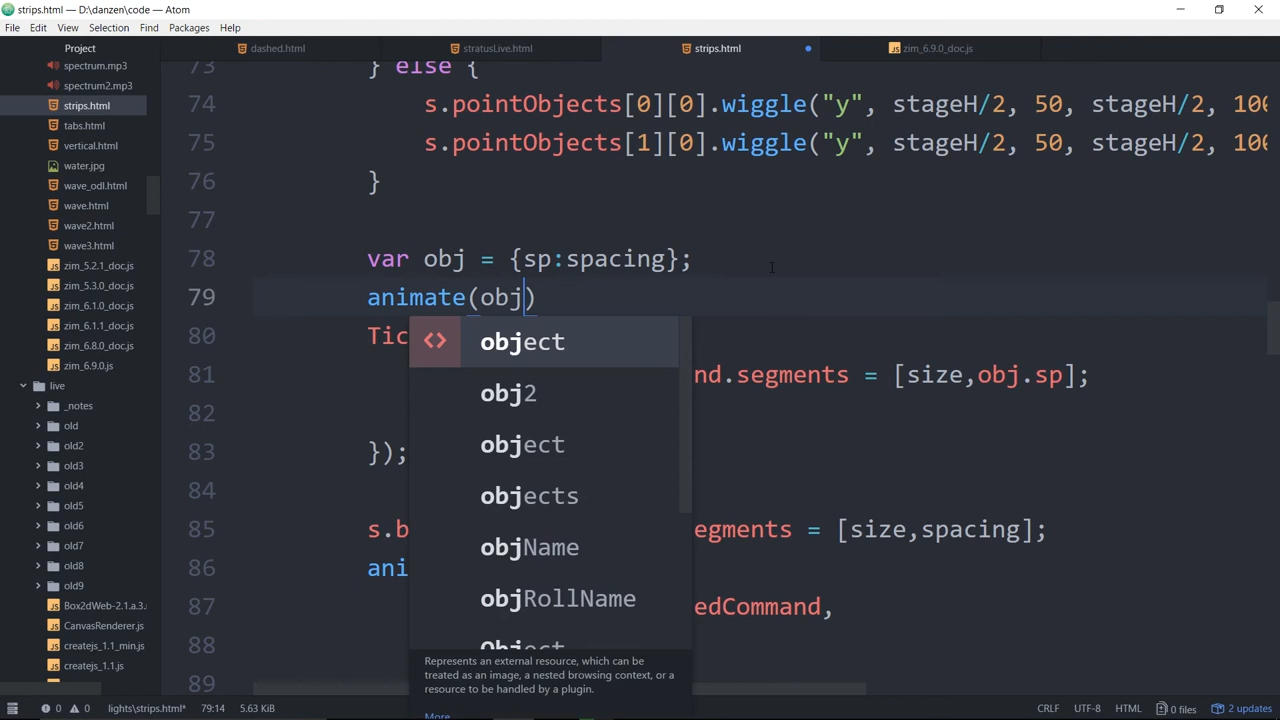 strips.html — D:\danzen\code — Atom
File Edit View Selection Find Packages Help
Project
dashed.html
stratusLive.html
strips.html
zim_6.9.0_doc.js
spectrum.mp3
spectrum2.mp3
strips.html
tabs.html
vertical.html
water.jpg
wave_odl.html
wave.html
wave2.html
wave3.html
zim_5.2.1_doc.js
zim_5.3.0_doc.js
zim_6.1.0_doc.js
zim_6.1.1_doc.js
zim_6.8.0_doc.js
zim_6.9.0.js
live
_notes
old
old2
old3
old4
old5
old6
old7
old8
old9
Box2dWeb-2.1.a.3.
CanvasRenderer.js
createjs_1.1_min.js
createjs_1.1.js
73 } else {
74 s.pointObjects[0][0].wiggle("y", stageH/2, 50, stageH/2, 100
75 s.pointObjects[1][0].wiggle("y", stageH/2, 50, stageH/2, 100
76 }
77
78 var obj = {sp:spacing};
79 animate(obj)
80 Tic
81 nd.segments = [size,obj.sp];
82
83 });
84
85 s.b egments = [size,spacing];
86 ani
87 edCommand,
88
89
<> object
obj2
object
objects
objName
objRollName
Object
Represents an external resource, which can be
treated as an image, a nested browsing context, or a
resource to be handled by a plugin.
More
0 0 lights\strips.html* 79:14 5.63 KiB CRLF UTF-8 HTML 0 files 2 updates